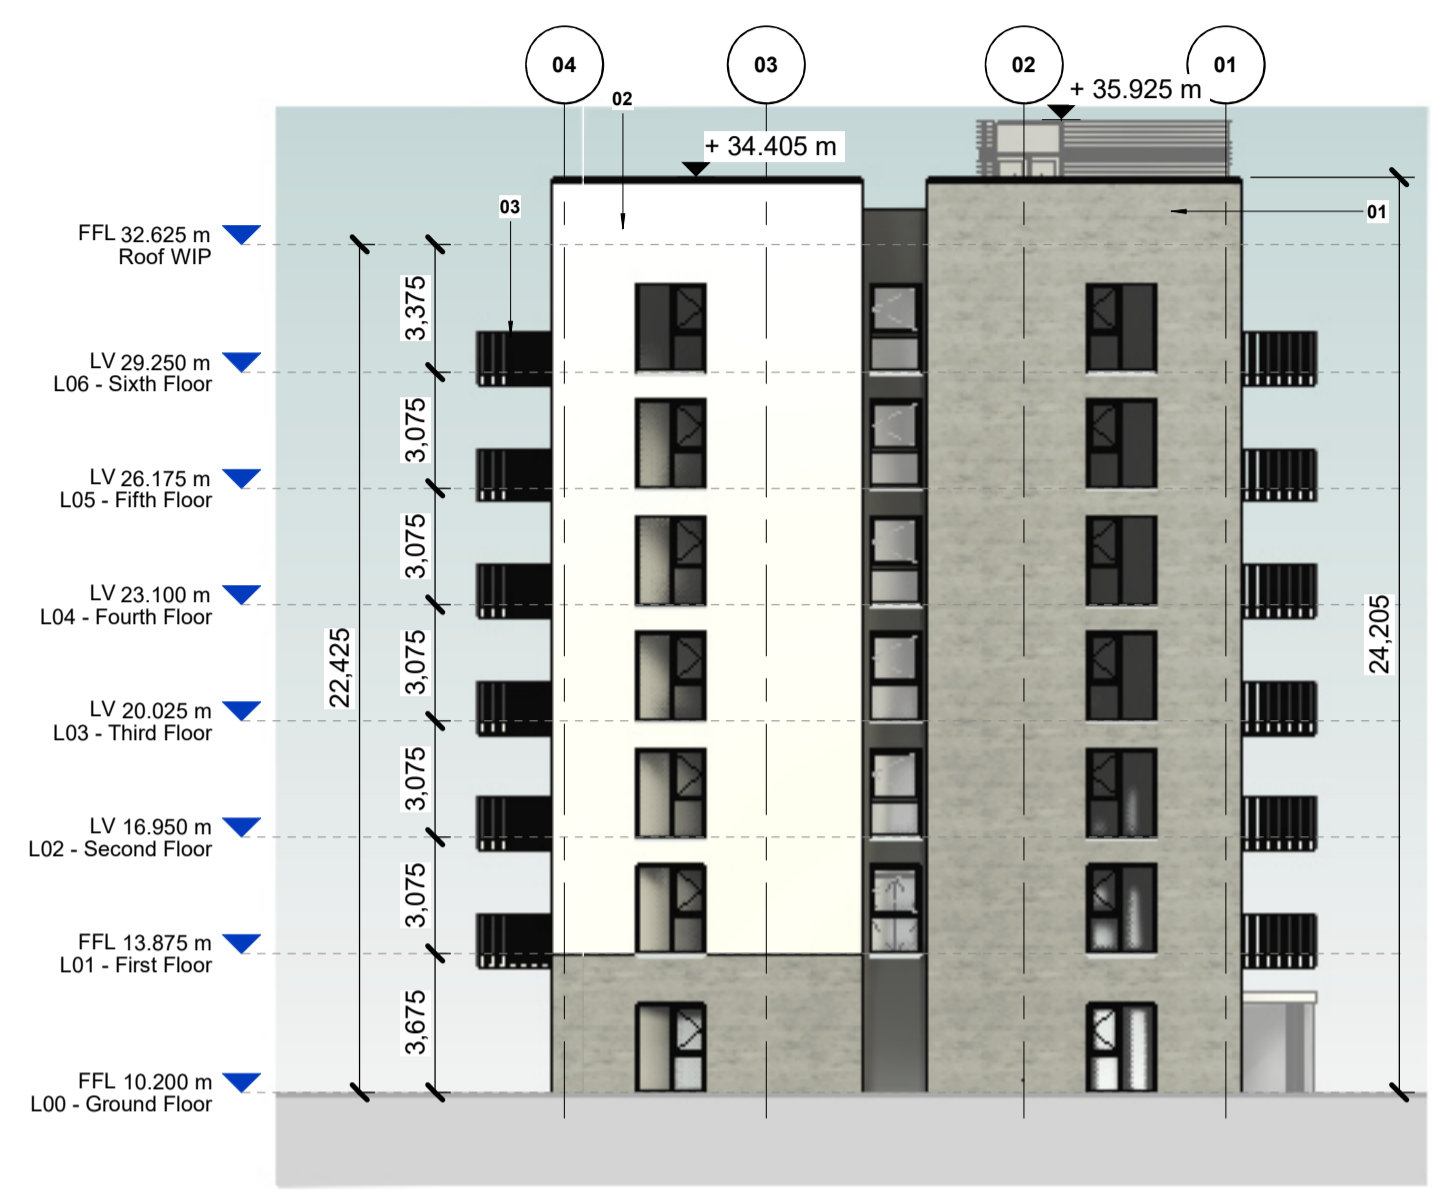 04
03
02
01
02
+ 35.925 m
+ 34.405 m
03
01
FFL 32.625 m
Roof WIP
3,375
LV 29.250 m
L06 - Sixth Floor
3,075
LV 26.175 m
L05 - Fifth Floor
3,075
LV 23.100 m
L04 - Fourth Floor
22,425
3,075
24,205
LV 20.025 m
L03 - Third Floor
3,075
LV 16.950 m
L02 - Second Floor
3,075
FFL 13.875 m
L01 - First Floor
3,675
FFL 10.200 m
L00 - Ground Floor